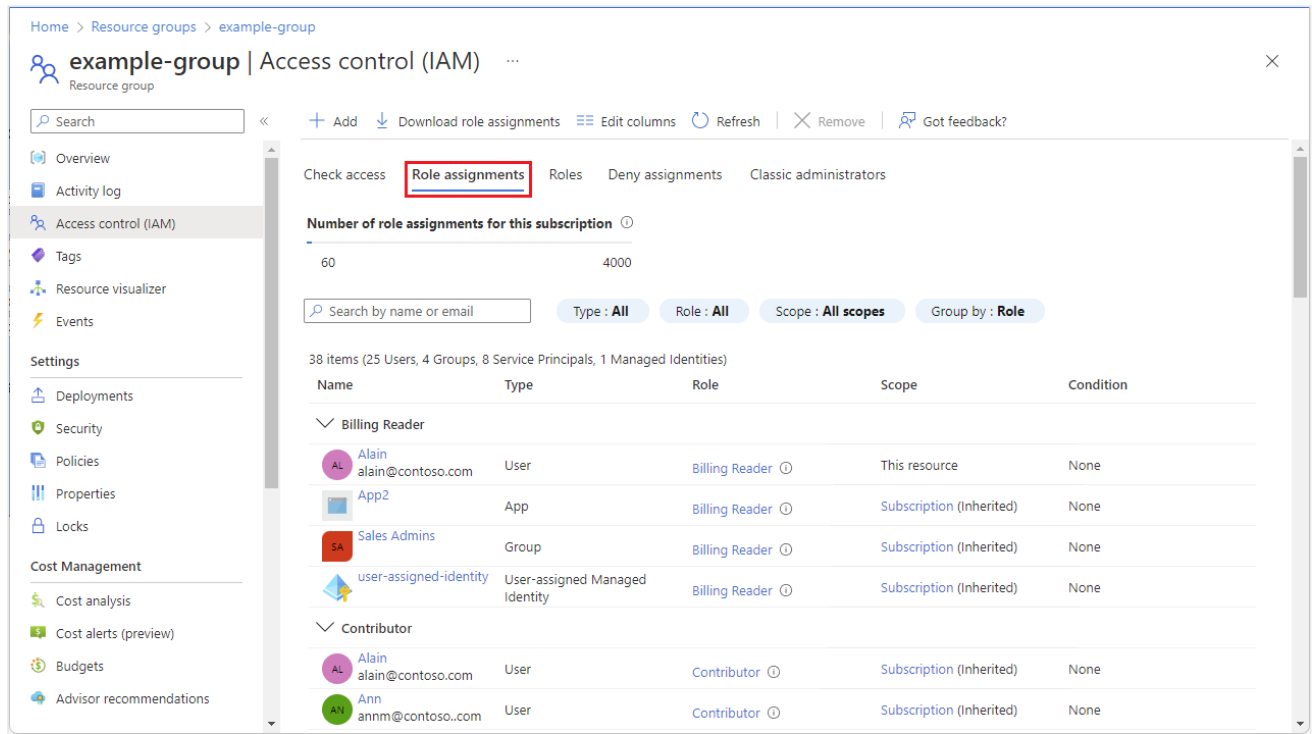 Home > Resource groups > example-group
example-group | Access control (IAM) ...
Resource group
Search «
Add Download role assignments Edit columns Refresh Remove Got feedback?
Overview
Activity log
Access control (IAM)
Tags
Resource visualizer
Events
Settings
Deployments
Security
Policies
Properties
Locks
Cost Management
Cost analysis
Cost alerts (preview)
Budgets
Advisor recommendations
Check access Role assignments Roles Deny assignments Classic administrators
Number of role assignments for this subscription
60 4000
Search by name or email Type : All Role : All Scope : All scopes Group by : Role
38 items (25 Users, 4 Groups, 8 Service Principals, 1 Managed Identities)
Name Type Role Scope Condition
Billing Reader
Alain
AL alain@contoso.com User Billing Reader This resource None
App2
App Billing Reader Subscription (Inherited) None
Sales Admins
SA Group Billing Reader Subscription (Inherited) None
user-assigned-identity User-assigned Managed
Identity Billing Reader Subscription (Inherited) None
Contributor
Alain
AL alain@contoso.com User Contributor Subscription (Inherited) None
Ann
AN annm@contoso..com User Contributor Subscription (Inherited) None